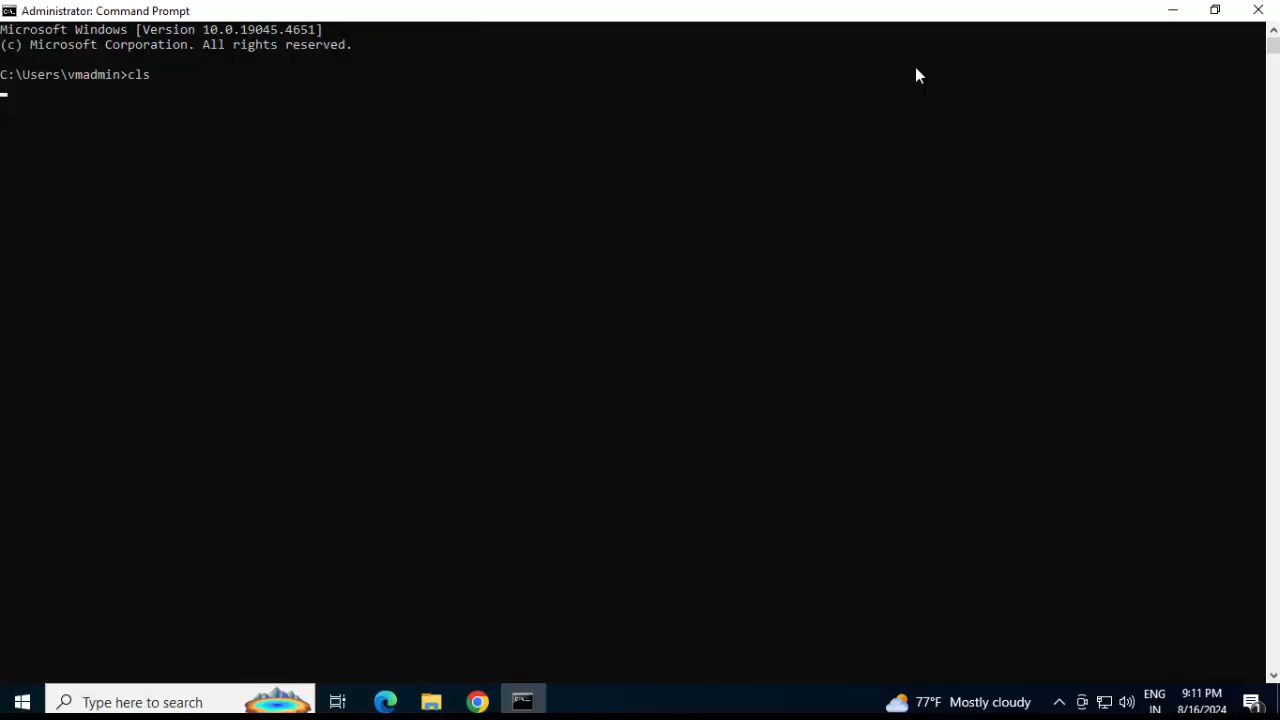 Administrator: Command Prompt
Microsoft Windows [Version 10.0.19045.4651]
(c) Microsoft Corporation. All rights reserved.
C:\Users\vmadmin>cls
Type here to search
77°F Mostly cloudy
ENG
IN
9:11 PM
8/16/2024
1